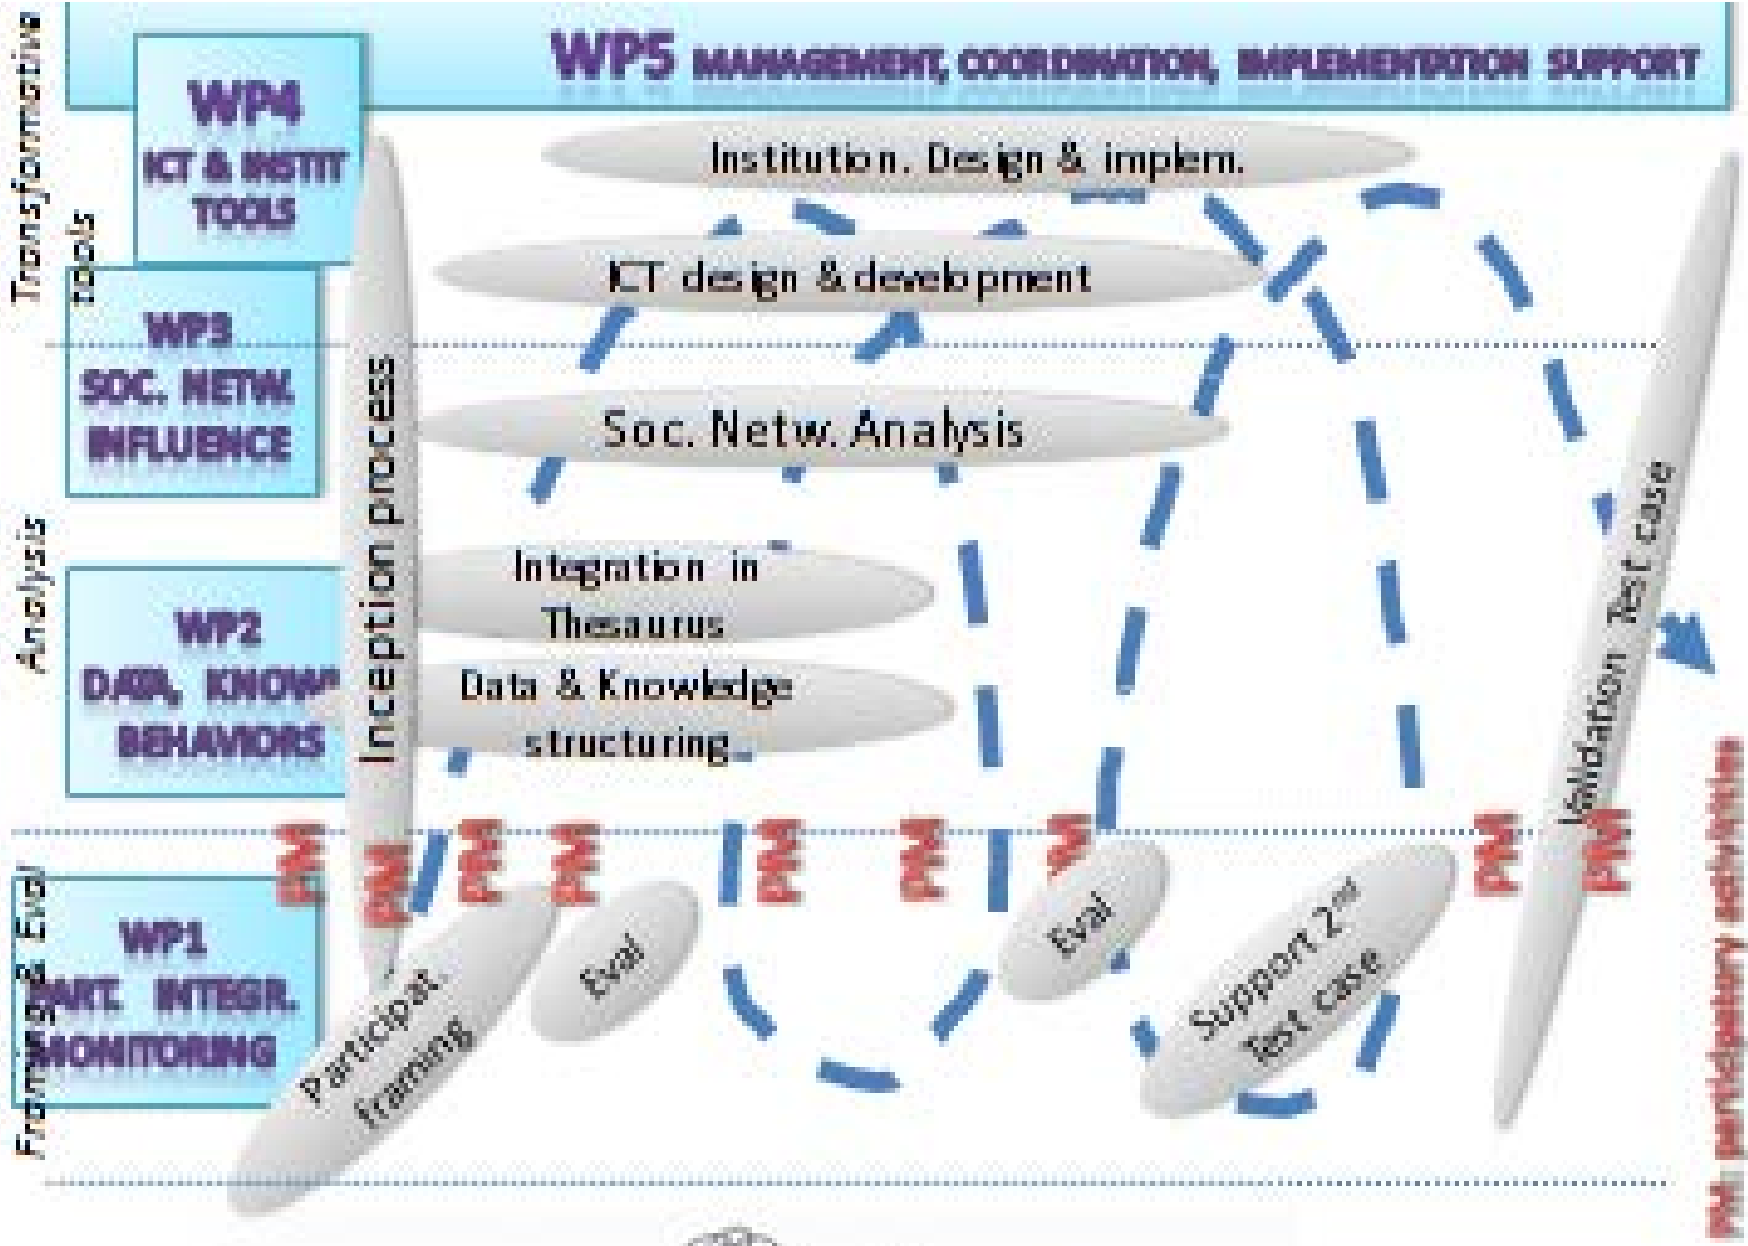 WP5 MANAGEMENT, COORDINATION, IMPLEMENTATION SUPPORT
Transformative
tools
WP4
ICT & INSTIT
TOOLS
Institution. Design & implem.
ICT design & development
WP3
SOC. NETW.
INFLUENCE
Soc. Netw. Analysis
Inception process
Analysis
Integration in
Thesaurus
WP2
DATA, KNOW
BEHAVIORS
Data & Knowledge
structuring
Validation Test case
PM
PM
PM
PM
PM
PM
PM
PM
PM
Framing & Eval
WP1
PART. INTEGR.
MONITORING
Participat.
framing
Eval
Eval
Support 2nd
Test case
PM: participatory activities